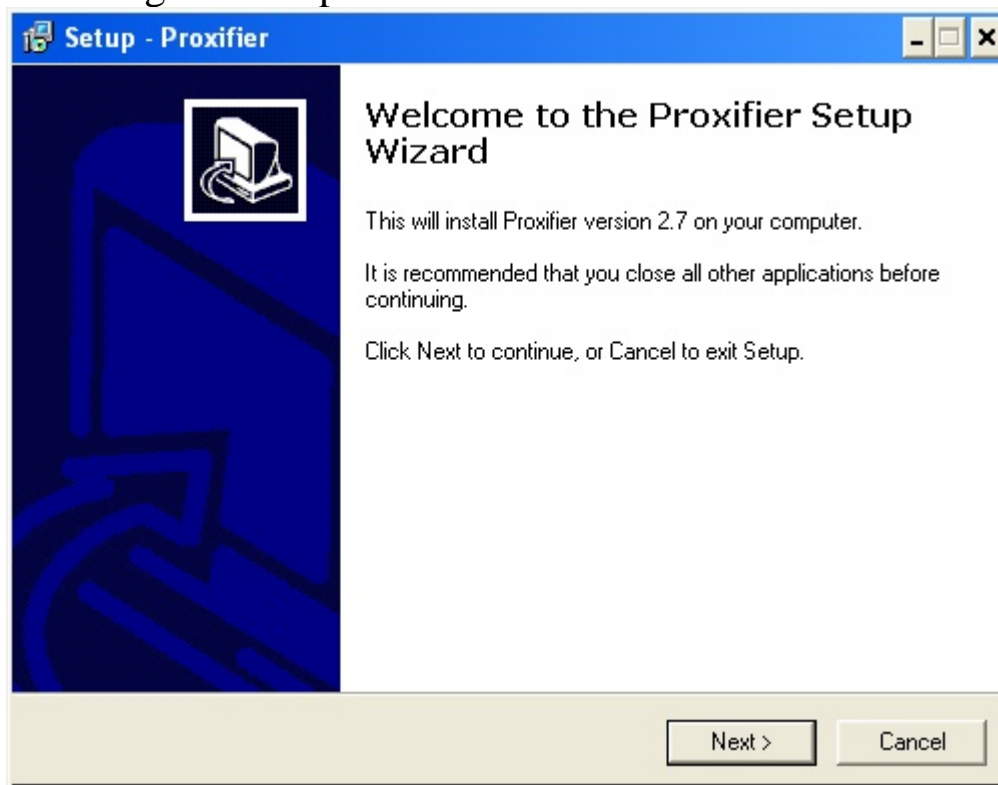 Setup - Proxifier
Welcome to the Proxifier Setup
Wizard
This will install Proxifier version 2.7 on your computer.
It is recommended that you close all other applications before
continuing.
Click Next to continue, or Cancel to exit Setup.
Next >
Cancel